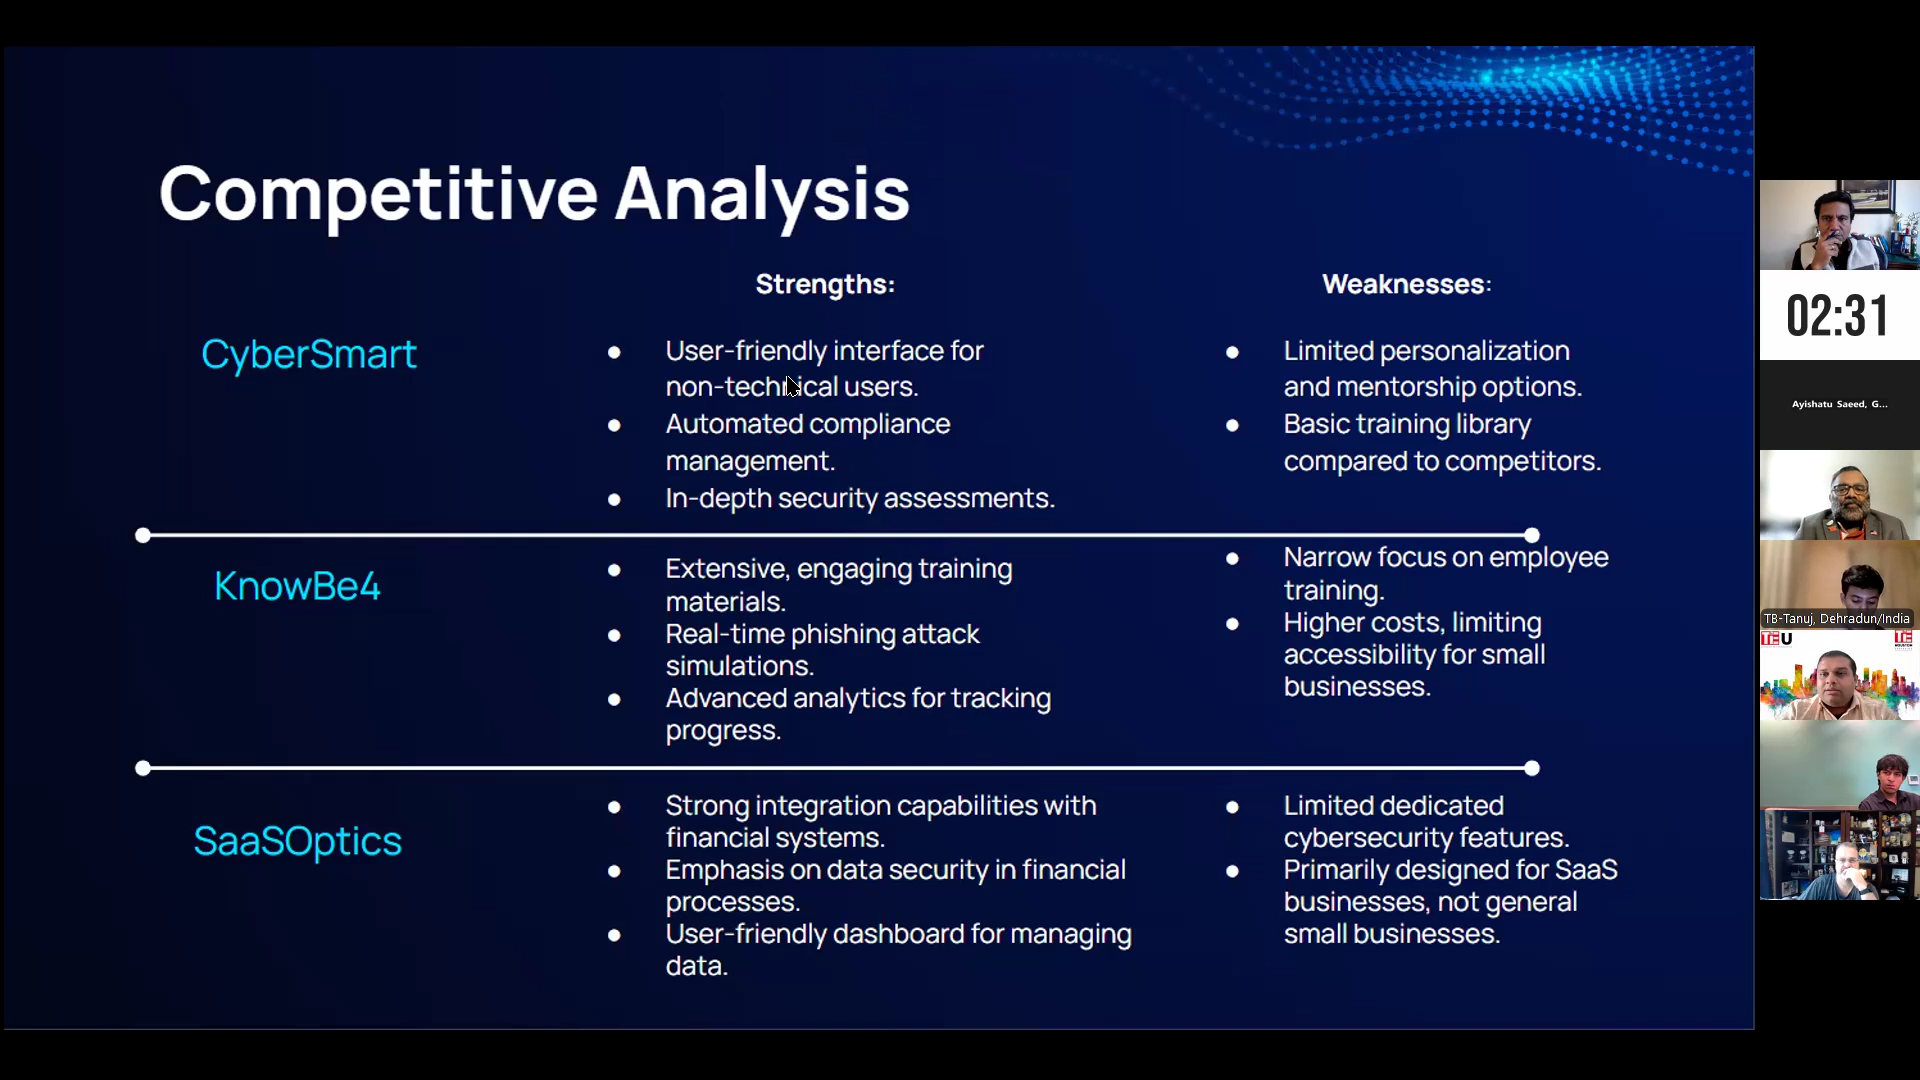 Competitive Analysis
Strengths:
Weaknesses:
CyberSmart
User-friendly interface for
non-technical users.
Automated compliance
management.
In-depth security assessments.
Limited personalization
and mentorship options.
Basic training library
compared to competitors.
KnowBe4
Extensive, engaging training
materials.
Real-time phishing attack
simulations.
Advanced analytics for tracking
progress.
Narrow focus on employee
training.
Higher costs, limiting
accessibility for small
businesses.
SaaSOptics
Strong integration capabilities with
financial systems.
Emphasis on data security in financial
processes.
User-friendly dashboard for managing
data.
Limited dedicated
cybersecurity features.
Primarily designed for SaaS
businesses, not general
small businesses.
02:31
Ayishatu Saeed, G...
TB-Tanuj, Dehradun/India